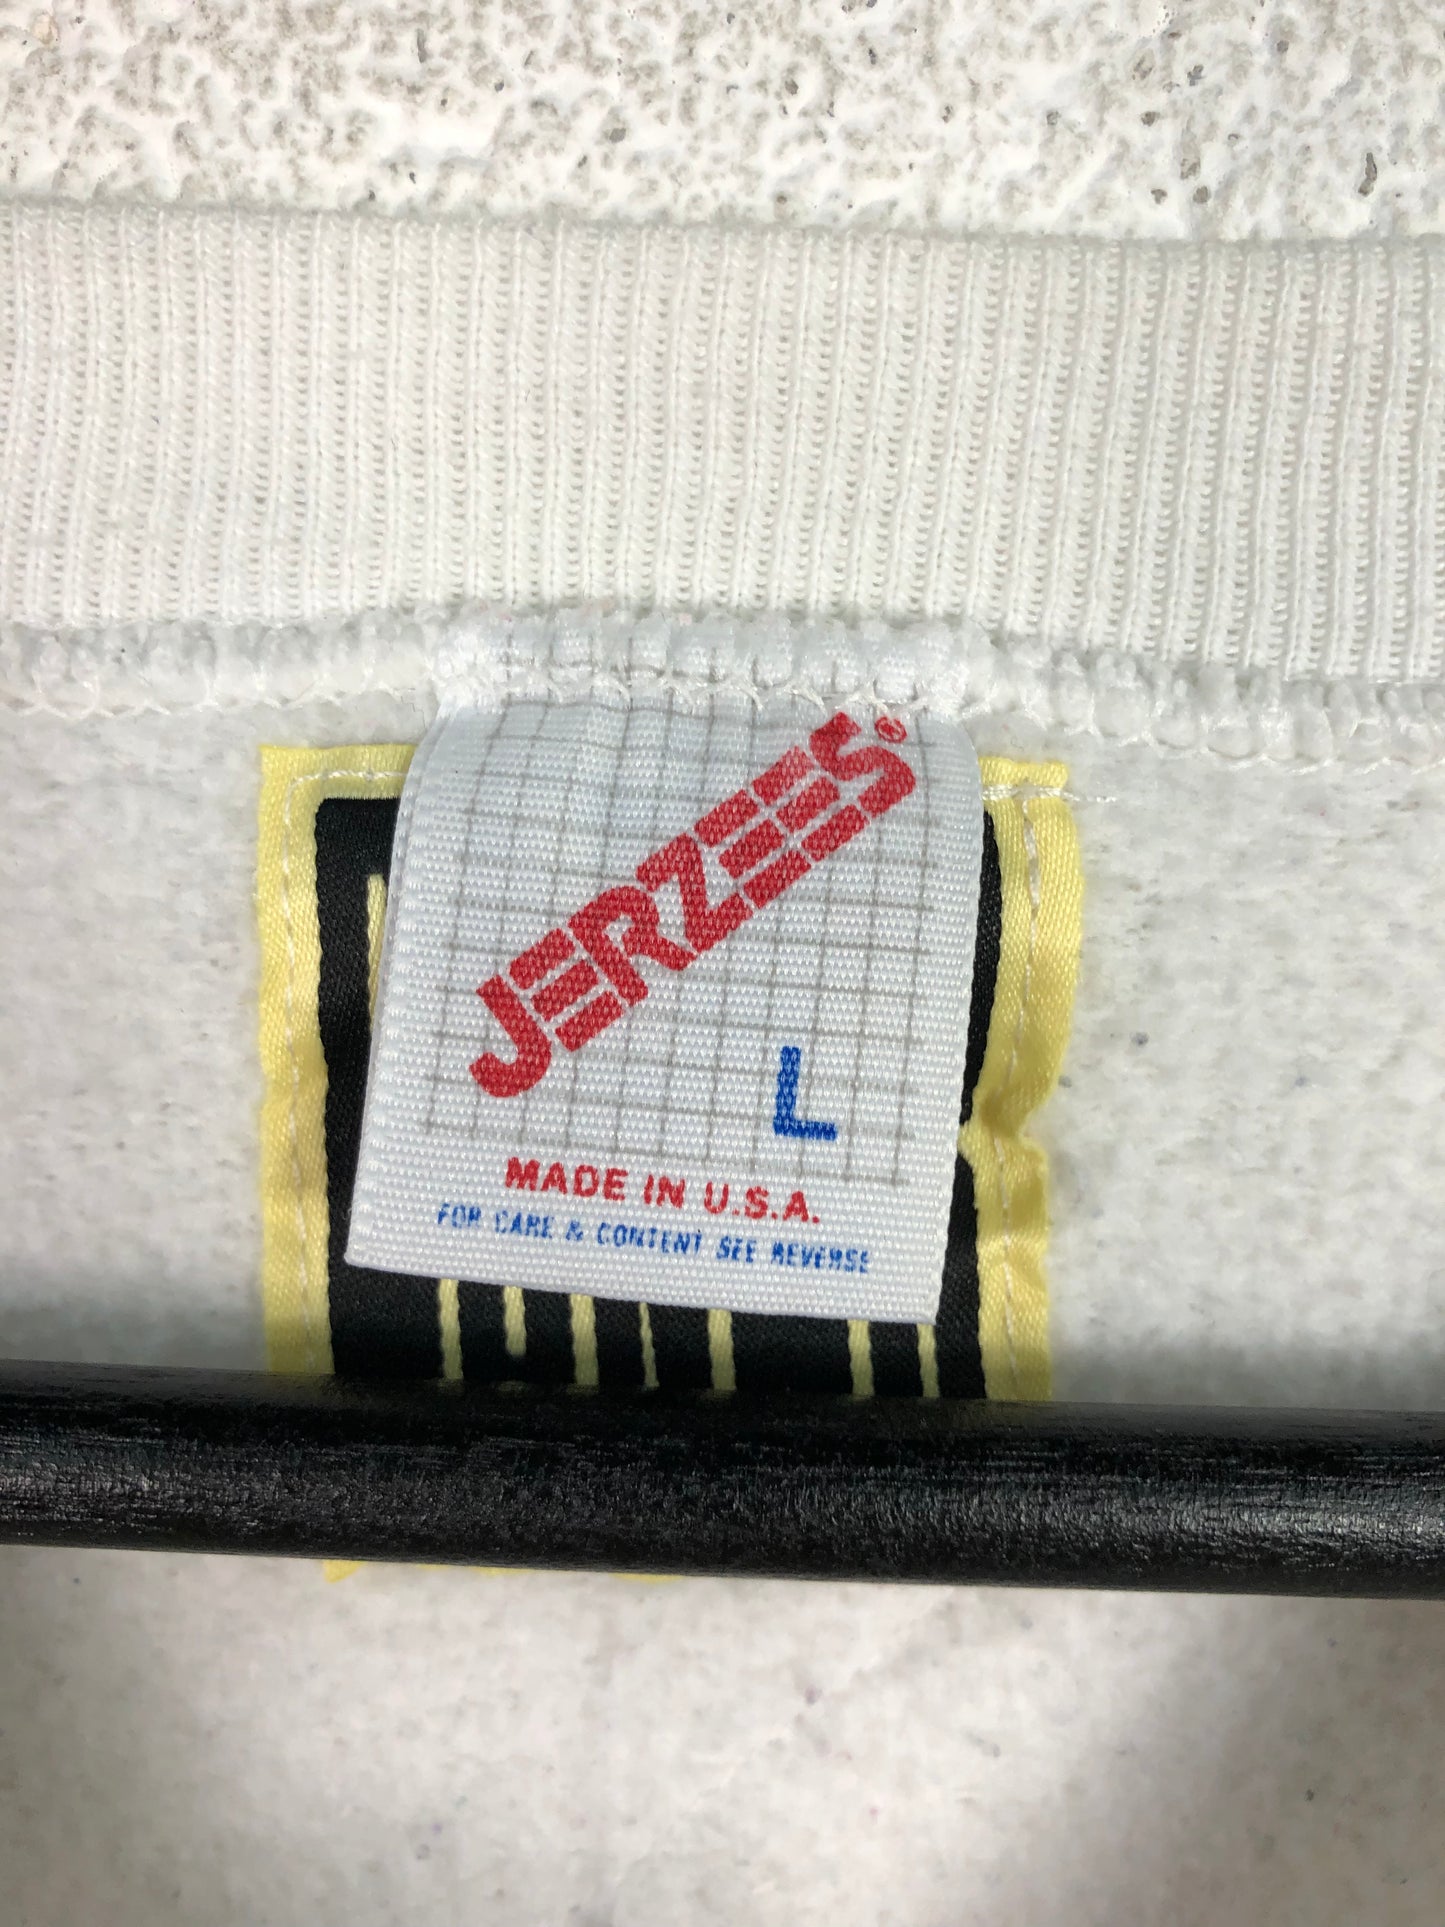 JERZEES®
L
MADE IN U.S.A.
FOR CARE & CONTENT SEE REVERSE